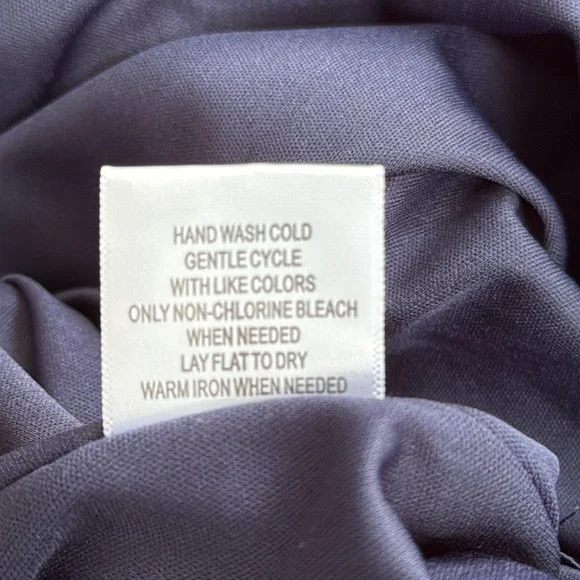 HAND WASH COLD
GENTLE CYCLE
WITH LIKE COLORS
ONLY NON-CHLORINE BLEACH
WHEN NEEDED
LAY FLAT TO DRY
WARM IRON WHEN NEEDED